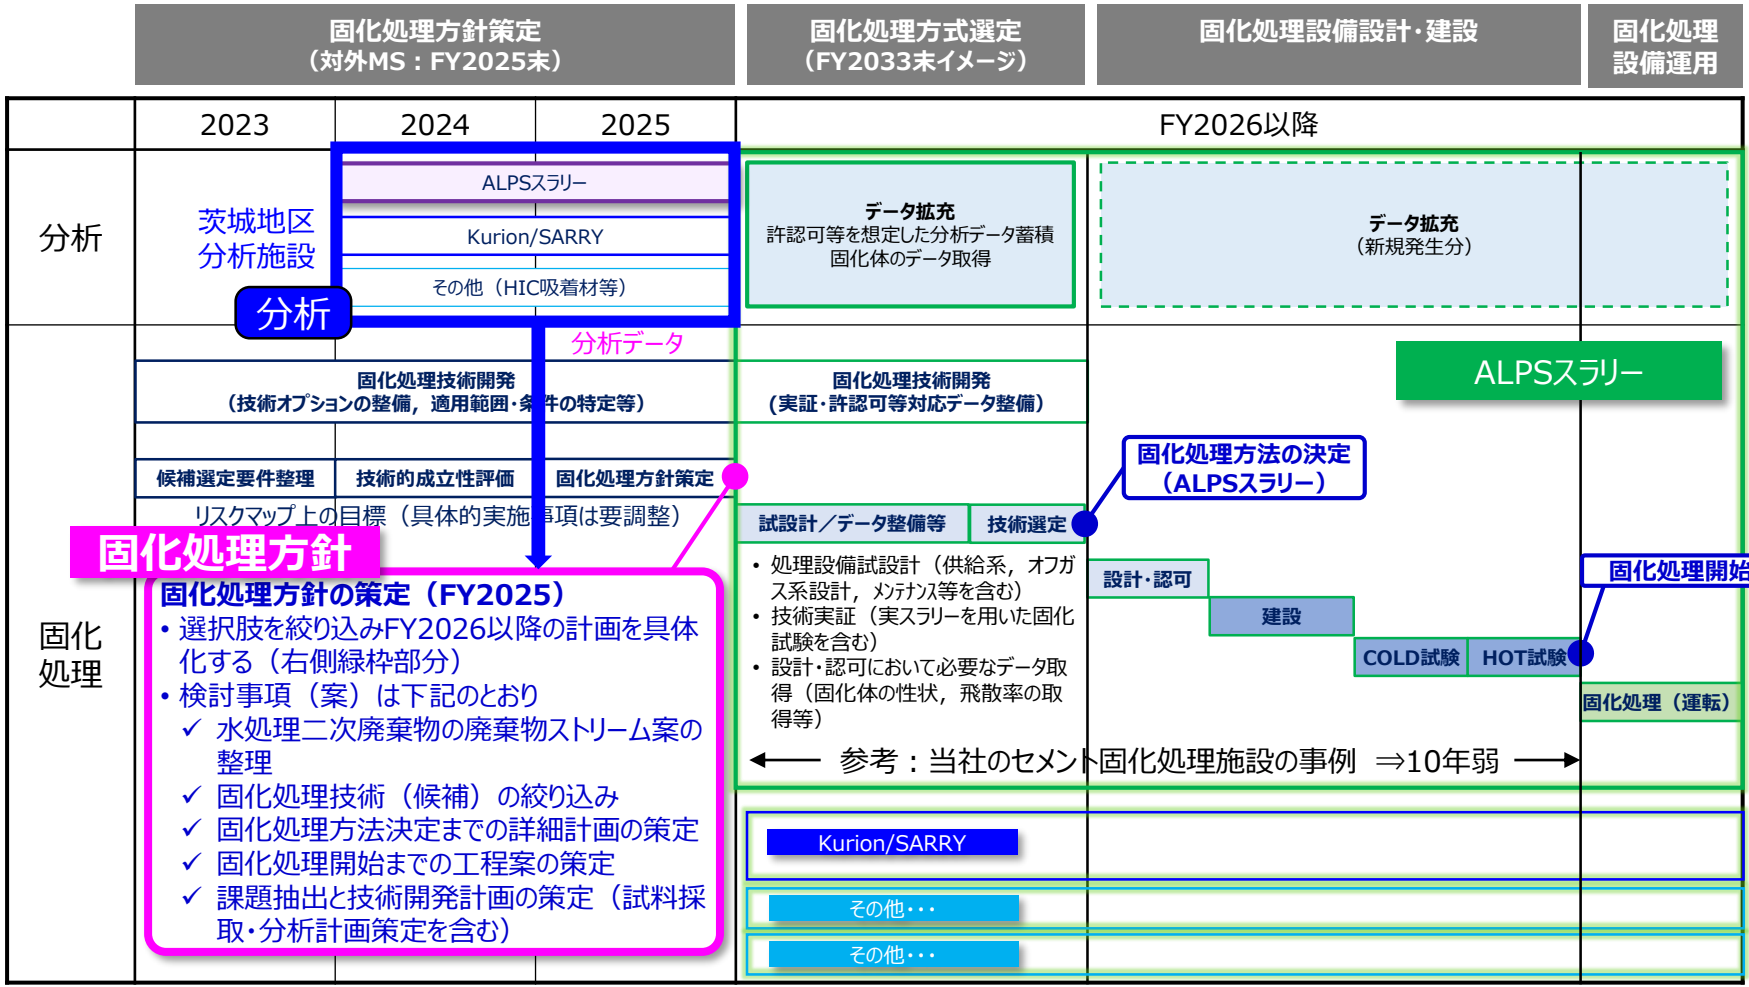 固化処理方針策定
（対外MS：FY2025末）
固化処理方式選定
（FY2033末イメージ）
固化処理設備設計･建設
固化処理
設備運用
2023
2024
2025
FY2026以降
分析
茨城地区
分析施設
分析
ALPSスラリー
Kurion/SARRY
その他（HIC吸着材等）
データ拡充
許認可等を想定した分析データ蓄積
固化体のデータ取得
データ拡充
（新規発生分）
分析データ
固化処理技術開発
（技術オプションの整備，適用範囲･条件の特定等）
固化処理技術開発
(実証･許認可等対応データ整備）
ALPSスラリー
候補選定要件整理
技術的成立性評価
固化処理方針策定
固化処理方法の決定
（ALPSスラリー）
リスクマップ上の目標（具体的実施事項は要調整）
試設計／データ整備等
技術選定
固化処理方針
固化
処理
固化処理方針の策定（FY2025）
• 選択肢を絞り込みFY2026以降の計画を具体
化する（右側緑枠部分）
• 検討事項（案）は下記のとおり
✓ 水処理二次廃棄物の廃棄物ストリーム案の
整理
✓ 固化処理技術（候補）の絞り込み
✓ 固化処理方法決定までの詳細計画の策定
✓ 固化処理開始までの工程案の策定
✓ 課題抽出と技術開発計画の策定（試料採
取･分析計画策定を含む）
• 処理設備試設計（供給系，オフガ
ス系設計，メンテナンス等を含む）
• 技術実証（実スラリーを用いた固化
試験を含む）
• 設計･認可において必要なデータ取
得（固化体の性状，飛散率の取
得等）
設計･認可
建設
COLD試験
HOT試験
固化処理開始
固化処理（運転）
参考：当社のセメント固化処理施設の事例 ⇒10年弱
Kurion/SARRY
その他･･･
その他･･･